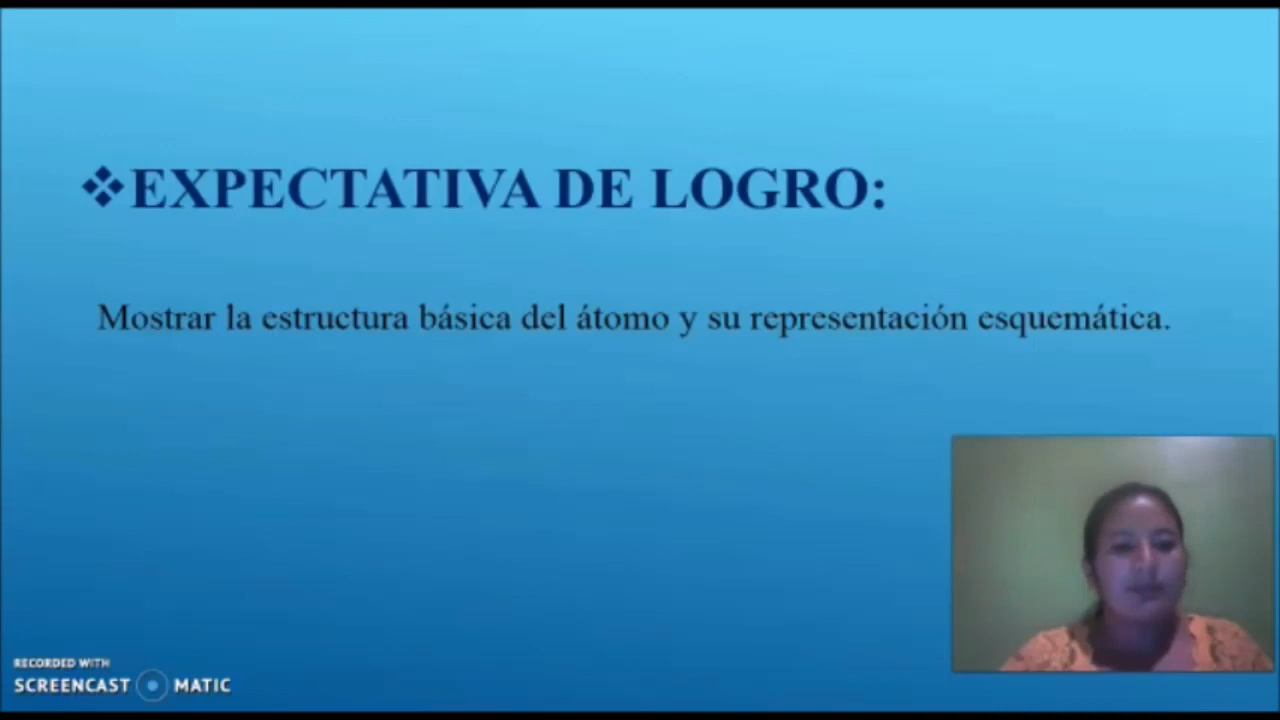 ❖EXPECTATIVA DE LOGRO:
Mostrar la estructura básica del átomo y su representación esquemática.
RECORDED WITH
SCREENCAST MATIC